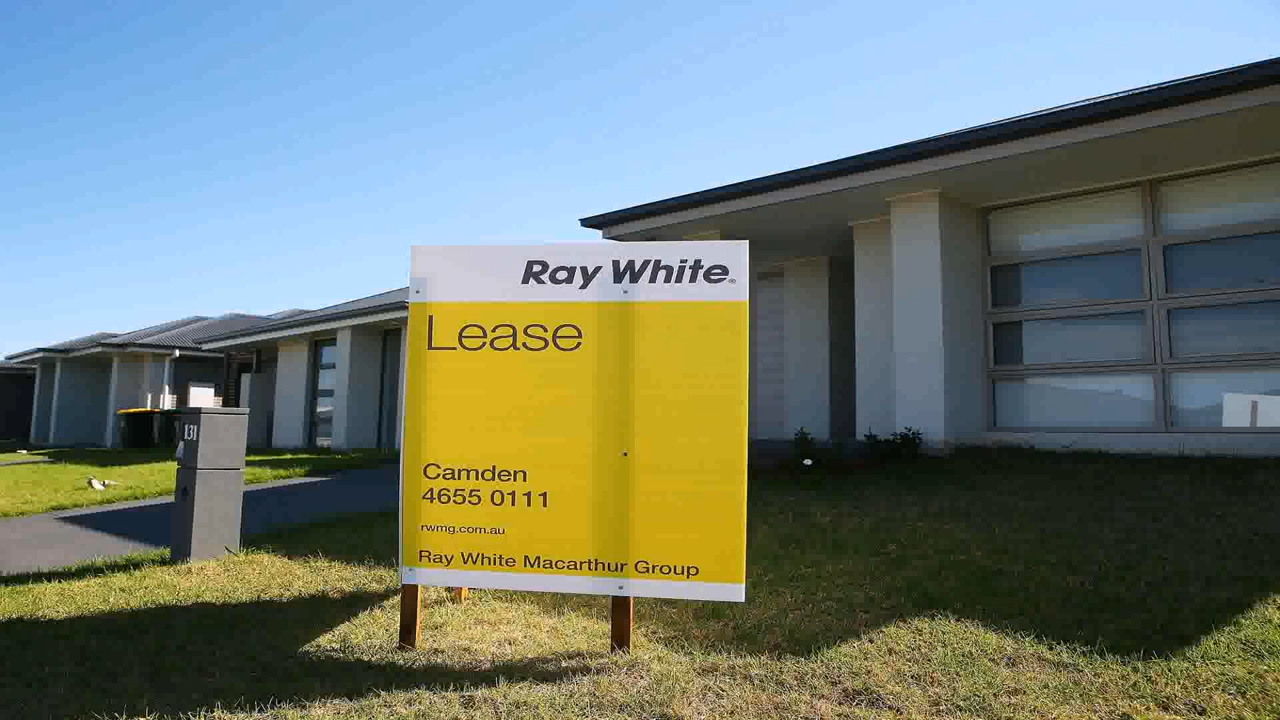 Ray White
Lease
Camden
4655 0111
rwmg.com.au
Ray White Macarthur Group
131